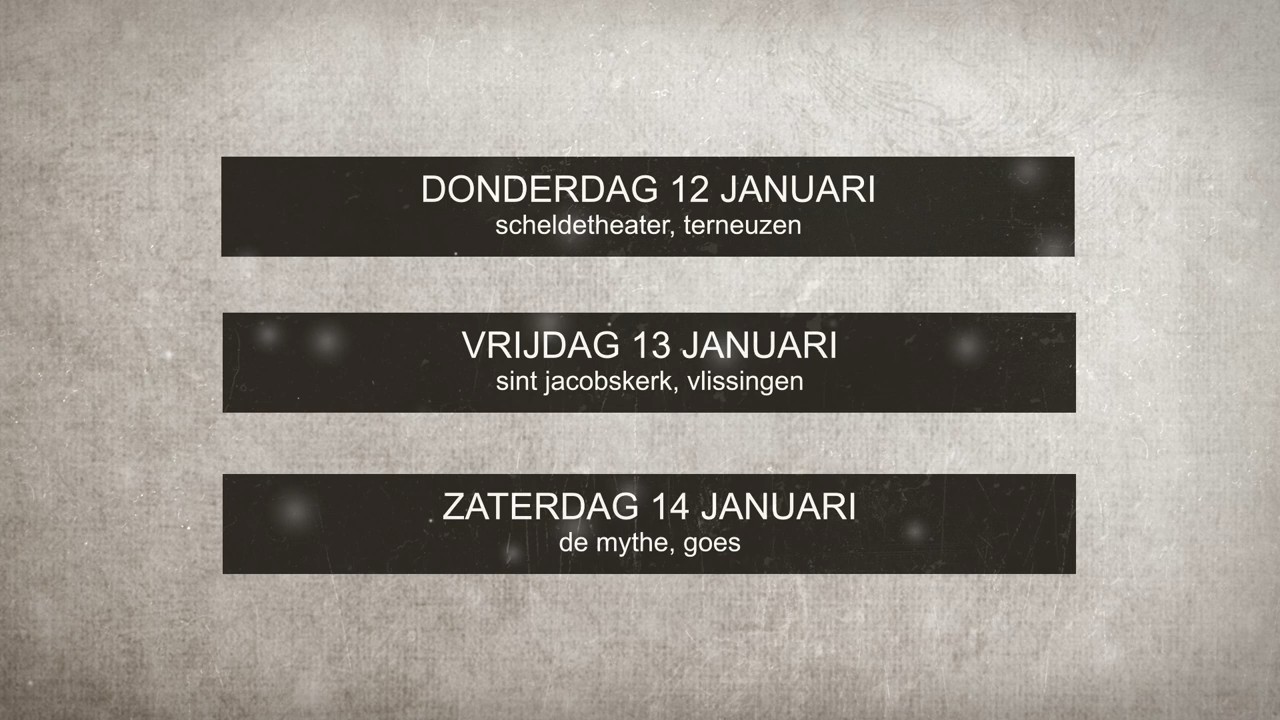 DONDERDAG 12 JANUARI
scheldetheater, terneuzen
VRIJDAG 13 JANUARI
sint jacobskerk, vlissingen
ZATERDAG 14 JANUARI
de mythe, goes